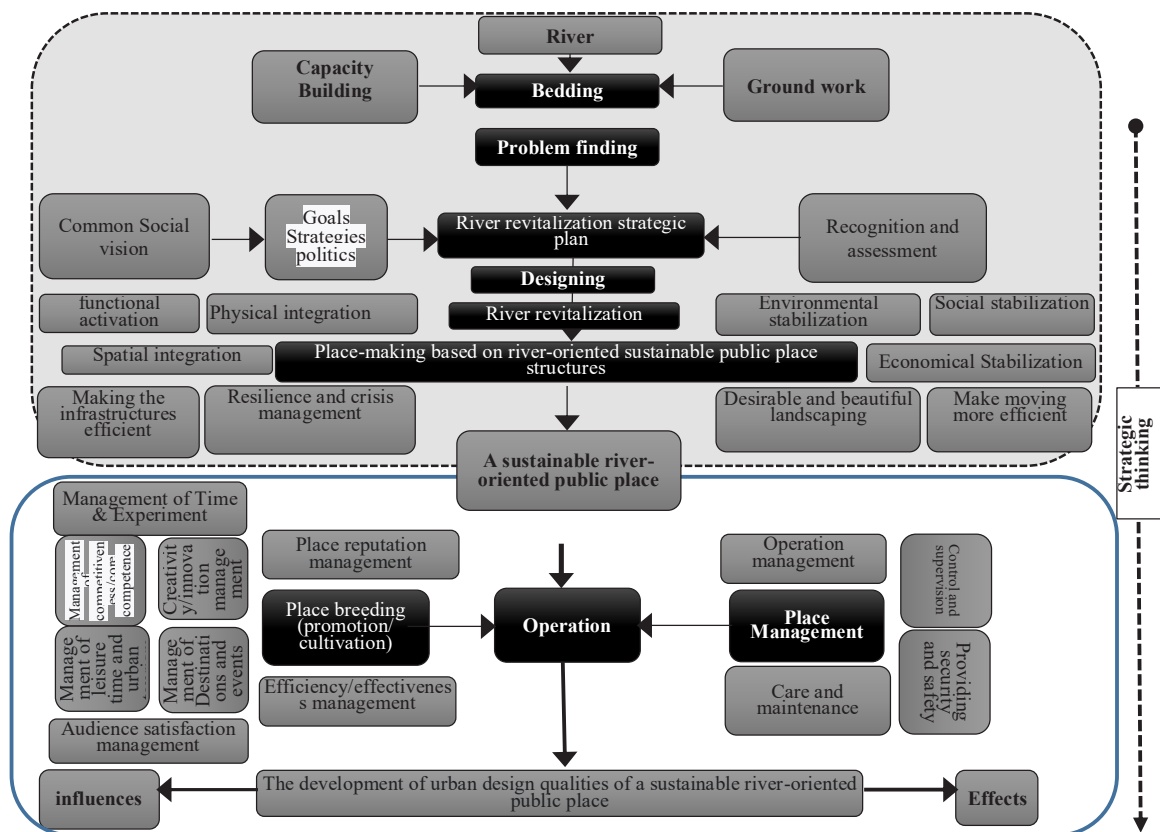 River
Capacity
Building
Bedding
Ground work
Problem finding
Common Social
vision
Goals
Strategies
politics
River revitalization strategic
plan
Recognition and
assessment
Designing
functional
activation
Physical integration
River revitalization
Environmental
stabilization
Social stabilization
Spatial integration
Place-making based on river-oriented sustainable public place
structures
Economical Stabilization
Making the
infrastructures
efficient
Resilience and crisis
management
Desirable and beautiful
landscaping
Make moving
more efficient
A sustainable river-
oriented public place
Strategic
thinking
Management of Time
& Experiment
Management
of
competitiven
ess/core
competence
Creativit
y/innova
tion
manage
ment
Place reputation
management
Operation
management
Control and
supervision
Place breeding
(promotion/
cultivation)
Operation
Place
Management
Manage
ment of
leisure
time and
urban
Manage
ment of
Destinati
ons and
events
Efficiency/effectivenes
s management
Care and
maintenance
Providing
security
and safety
Audience satisfaction
management
influences
The development of urban design qualities of a sustainable river-oriented
public place
Effects